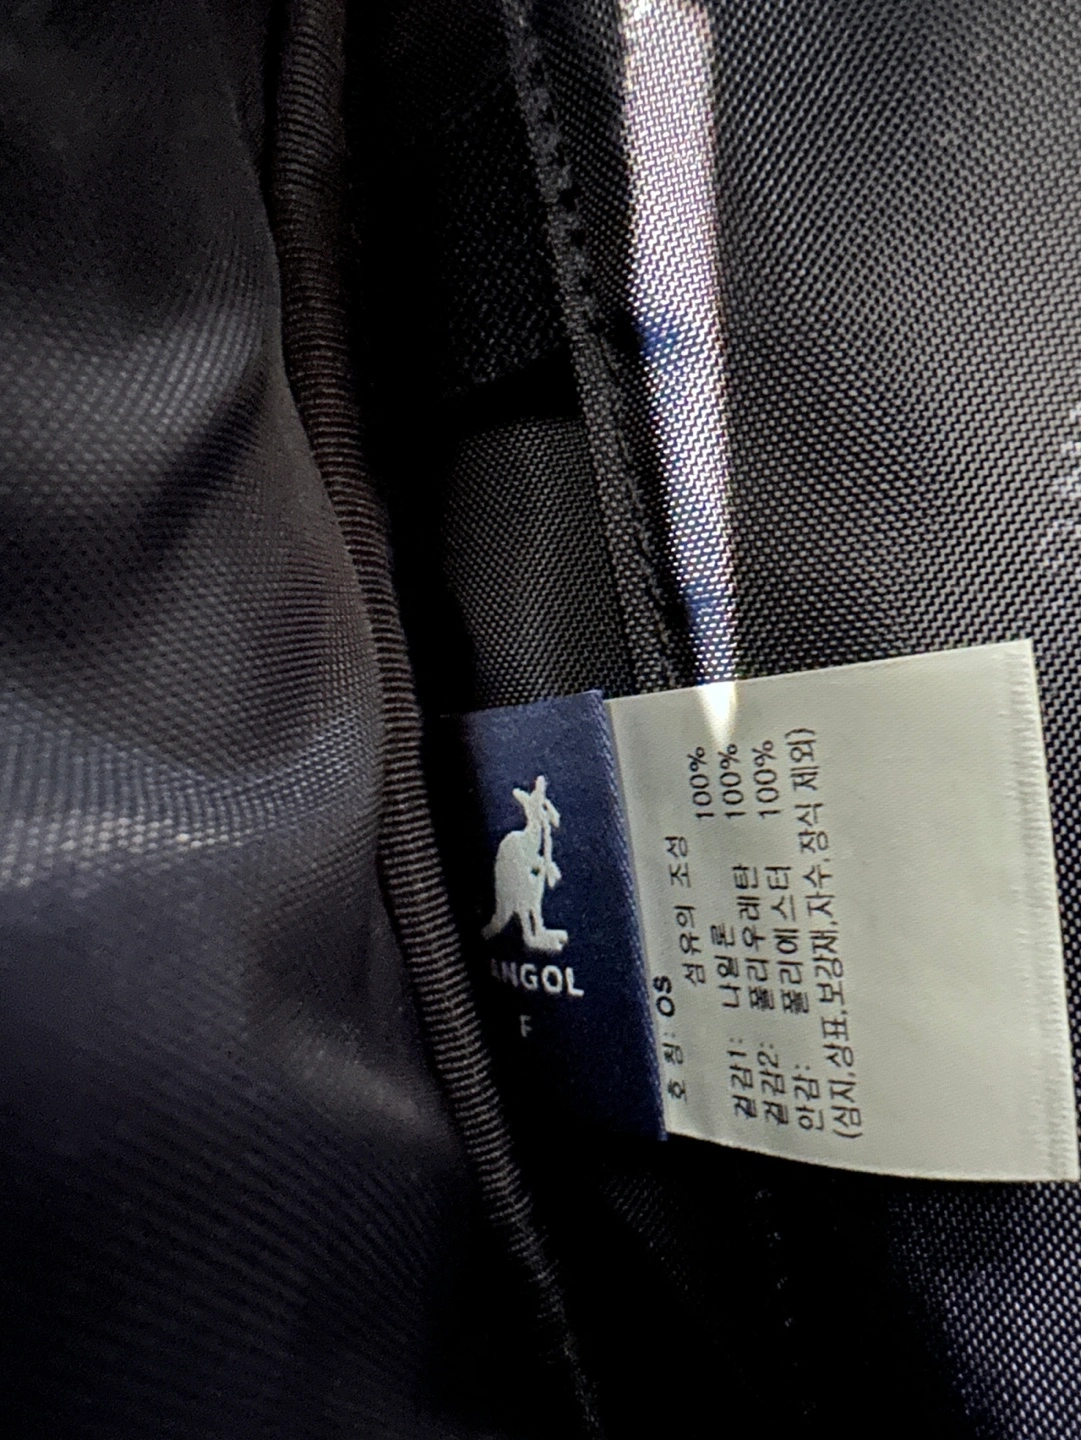 ANGOL
F
호 칭: OS
섬유의 조성
겉감1: 나일론 100%
겉감2: 폴리우레탄 100%
안감: 폴리에스터 100%
(심지,상표,보강재,자수,장식 제외)